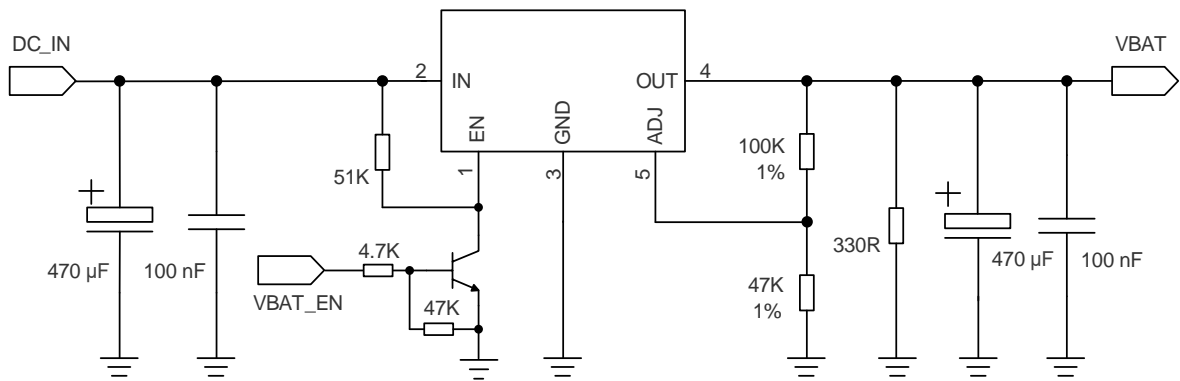 DC_IN
VBAT
2
IN
OUT
4
EN
GND
ADJ
1
3
5
51K
100K
1%
+
+
470 µF
100 nF
4.7K
VBAT_EN
47K
47K
1%
330R
470 µF
100 nF